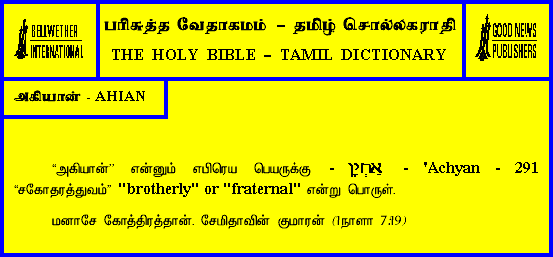 BELLWETHER
INTERNATIONAL
பரிசுத்த வேதாகமம் – தமிழ் சொல்லகராதி
THE HOLY BIBLE – TAMIL DICTIONARY
GOOD NEWS
PUBLISHERS
அகியான் - AHIAN
“அகியான்” என்னும் எபிரெய பெயருக்கு - אַחְיָן - 'Achyan - 291
“சகோதரத்துவம்” "brotherly" or "fraternal" என்று பொருள்.
மனாசே கோத்திரத்தான். சேமிதாவின் குமாரன் (1நாளா 7:19)